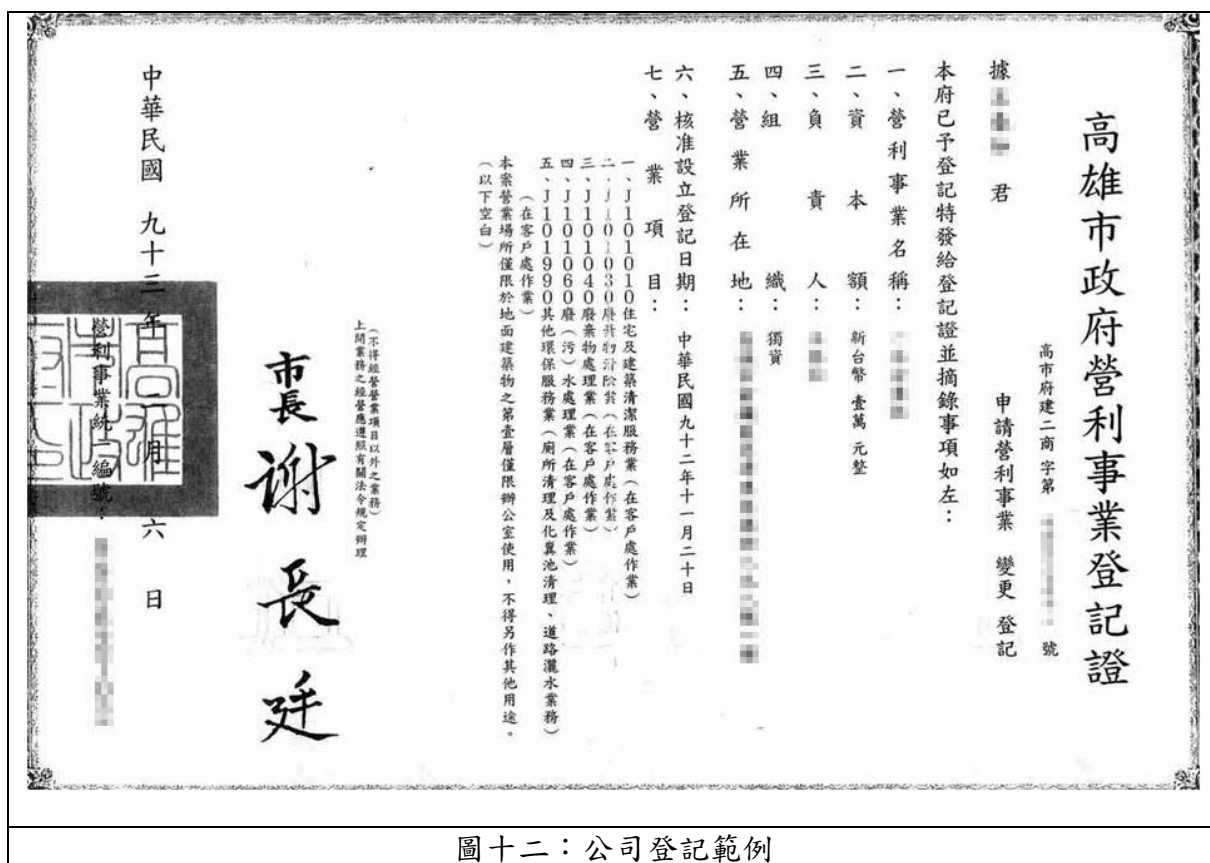 高雄市政府營利事業登記證
高市府建二商 字第 號
據 君 申請營利事業 變更 登記
本府已予登記特發給登記證並摘錄事項如左：
一、營利事業名稱：
二、資本額：新台幣 壹萬 元整
三、負責人：
四、組織：獨資
五、營業所在地：
六、核准設立登記日期：中華民國九十二年十一月二十日
七、營業項目：
一、J101010住宅及建築清潔服務業（在客戶處作業）
二、J101030廢棄物清除業（在客戶處作業）
三、J101040廢棄物處理業（在客戶處作業）
四、J101060廢（污）水處理業（在客戶處作業）
五、J101990其他環保服務業（廁所清理及化糞池清理、道路灑水業務）
（在客戶處作業）
本案營業場所僅限於地面建築物之第壹層僅限辦公室使用，不得另作其他用途。
（以下空白）
（不得經營營業項目以外之業務）
上開業務之經營應遵照有關法令規定辦理
市長謝長廷
營利事業統一編號：
中華民國 九十三 年 二 月 六 日
圖十二：公司登記範例